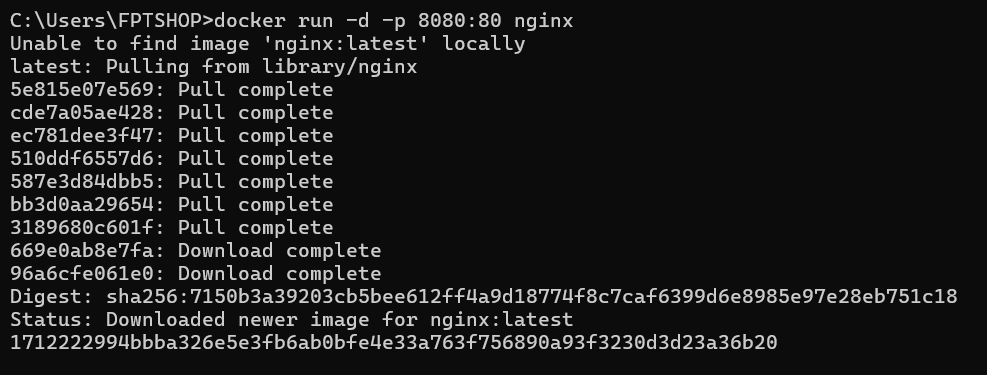 C:\Users\FPTSHOP>docker run -d -p 8080:80 nginx
Unable to find image 'nginx:latest' locally
latest: Pulling from library/nginx
5e815e07e569: Pull complete
cde7a05ae428: Pull complete
ec781dee3f47: Pull complete
510ddf6557d6: Pull complete
587e3d84dbb5: Pull complete
bb3d0aa29654: Pull complete
3189680c601f: Pull complete
669e0ab8e7fa: Download complete
96a6cfe061e0: Download complete
Digest: sha256:7150b3a39203cb5bee612ff4a9d18774f8c7caf6399d6e8985e97e28eb751c18
Status: Downloaded newer image for nginx:latest
1712222994bbba326e5e3fb6ab0bfe4e33a763f756890a93f3230d3d23a36b20